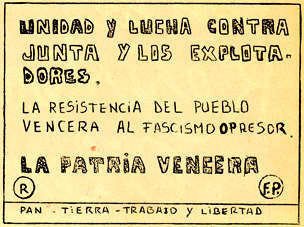 UNIDAD Y LUCHA CONTRA
JUNTA Y LOS EXPLOTA-
DORES.
LA RESISTENCIA DEL PUEBLO
VENCERA AL FASCISMO OPRESOR.
LA PATRIA VENCERA
R F.P.
PAN - TIERRA - TRABAJO Y LIBERTAD